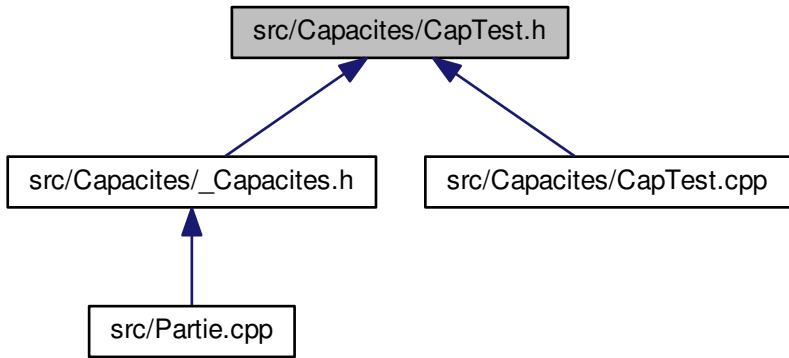 src/Capacites/CapTest.h
src/Capacites/_Capacites.h
src/Capacites/CapTest.cpp
src/Partie.cpp